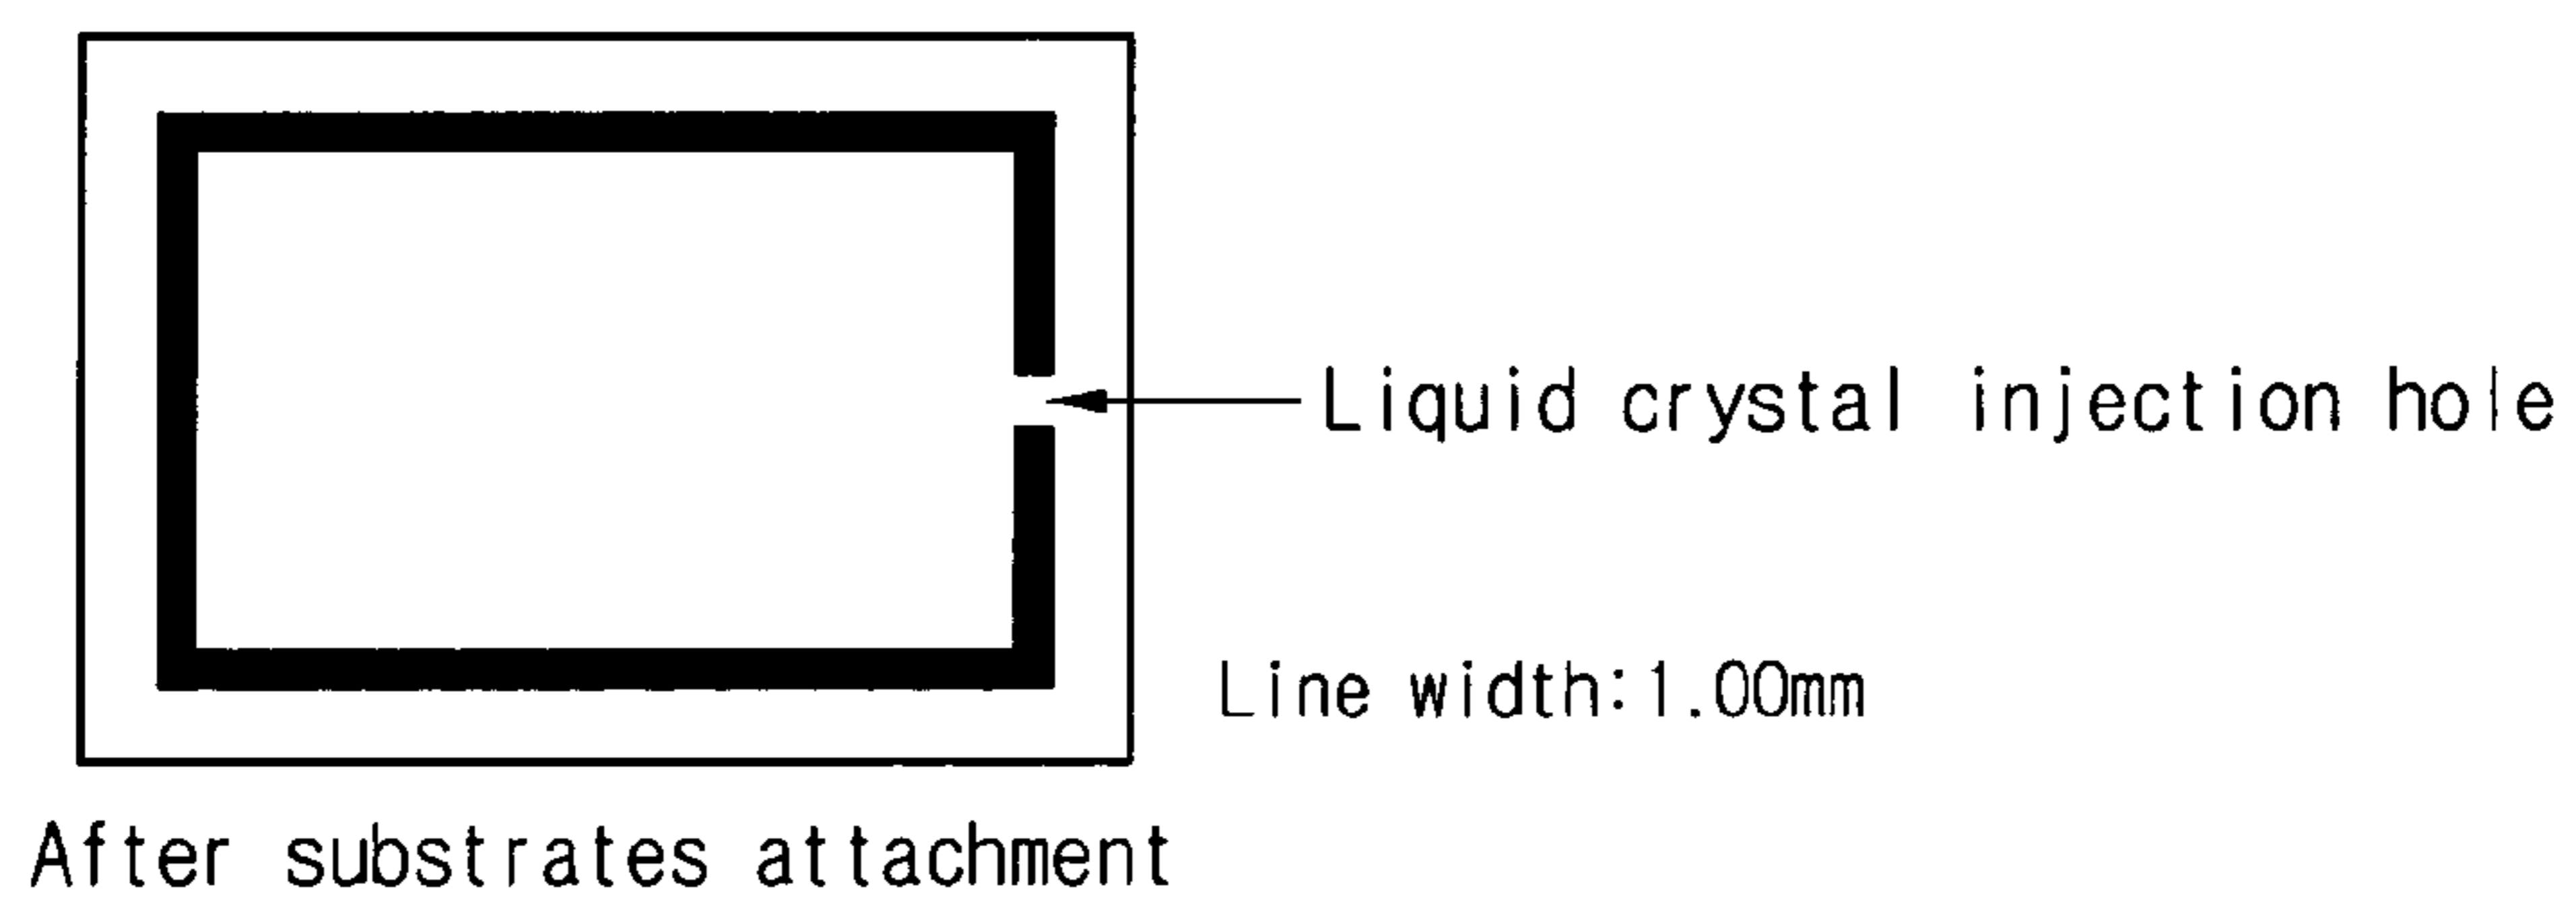 Liquid crystal injection hole
Line width:1.00mm
After substrates attachment